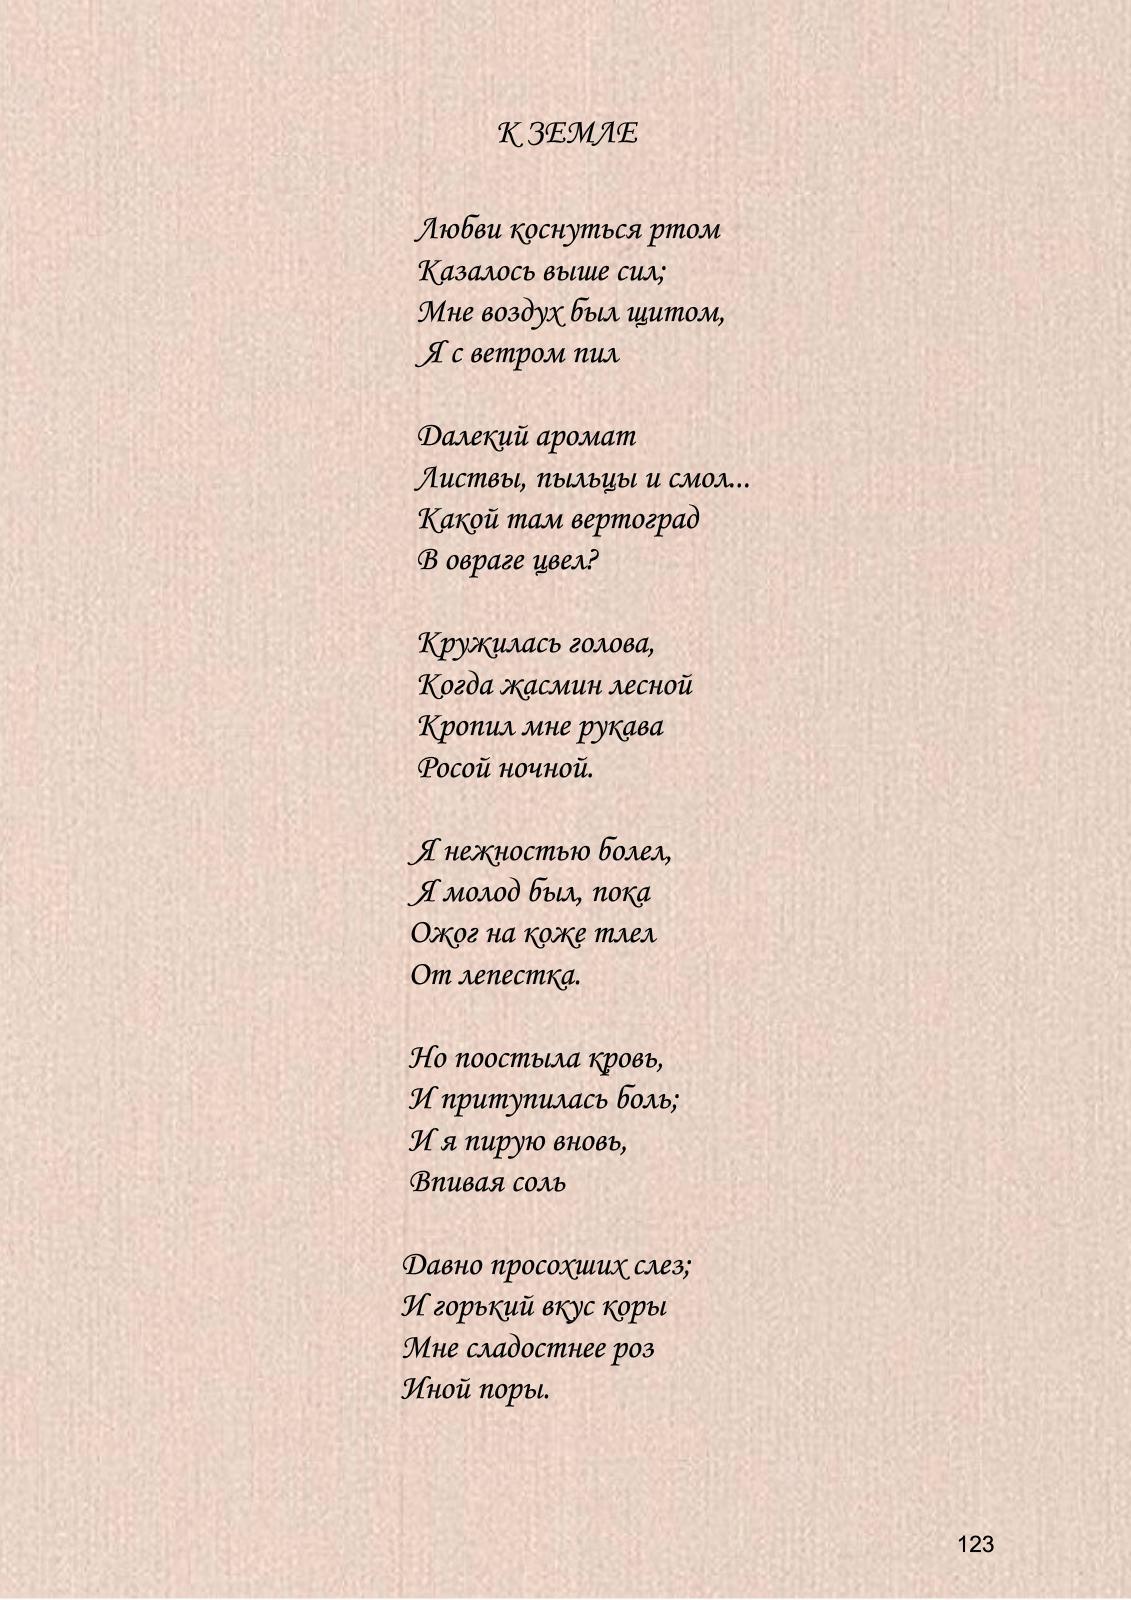 К ЗЕМЛЕ
Любви коснуться ртом
Казалось выше сил;
Мне воздух был щитом,
Я с ветром пил
Далекий аромат
Листвы, пыльцы и смол...
Какой там вертоград
В овраге цвел?
Кружилась голова,
Когда жасмин лесной
Кропил мне рукава
Росой ночной.
Я нежностью болел,
Я молод был, пока
Ожог на коже тлел
От лепестка.
Но поостыла кровь,
И притупилась боль;
И я пирую вновь,
Впивая соль
Давно просохших слез;
И горький вкус коры
Мне сладостнее роз
Иной поры.
123